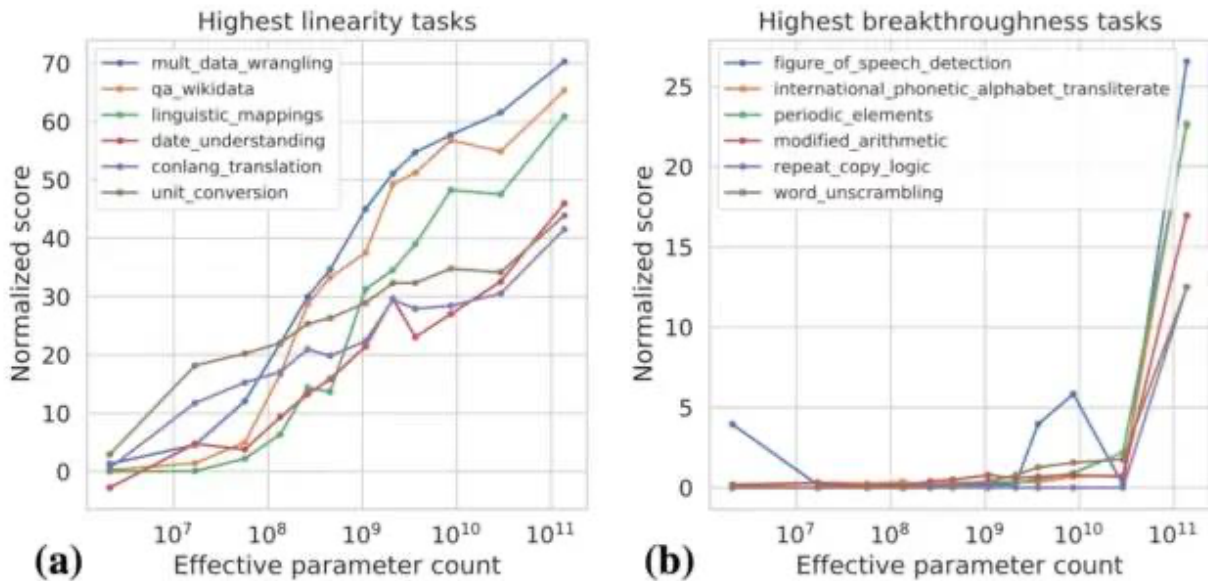 Highest linearity tasks
Normalized score
70
60
50
40
30
20
10
0
mult_data_wrangling
qa_wikidata
linguistic_mappings
date_understanding
conlang_translation
unit_conversion
10^7 10^8 10^9 10^10 10^11
Effective parameter count
(a)
Highest breakthroughness tasks
Normalized score
25
20
15
10
5
0
figure_of_speech_detection
international_phonetic_alphabet_transliterate
periodic_elements
modified_arithmetic
repeat_copy_logic
word_unscrambling
10^7 10^8 10^9 10^10 10^11
Effective parameter count
(b)